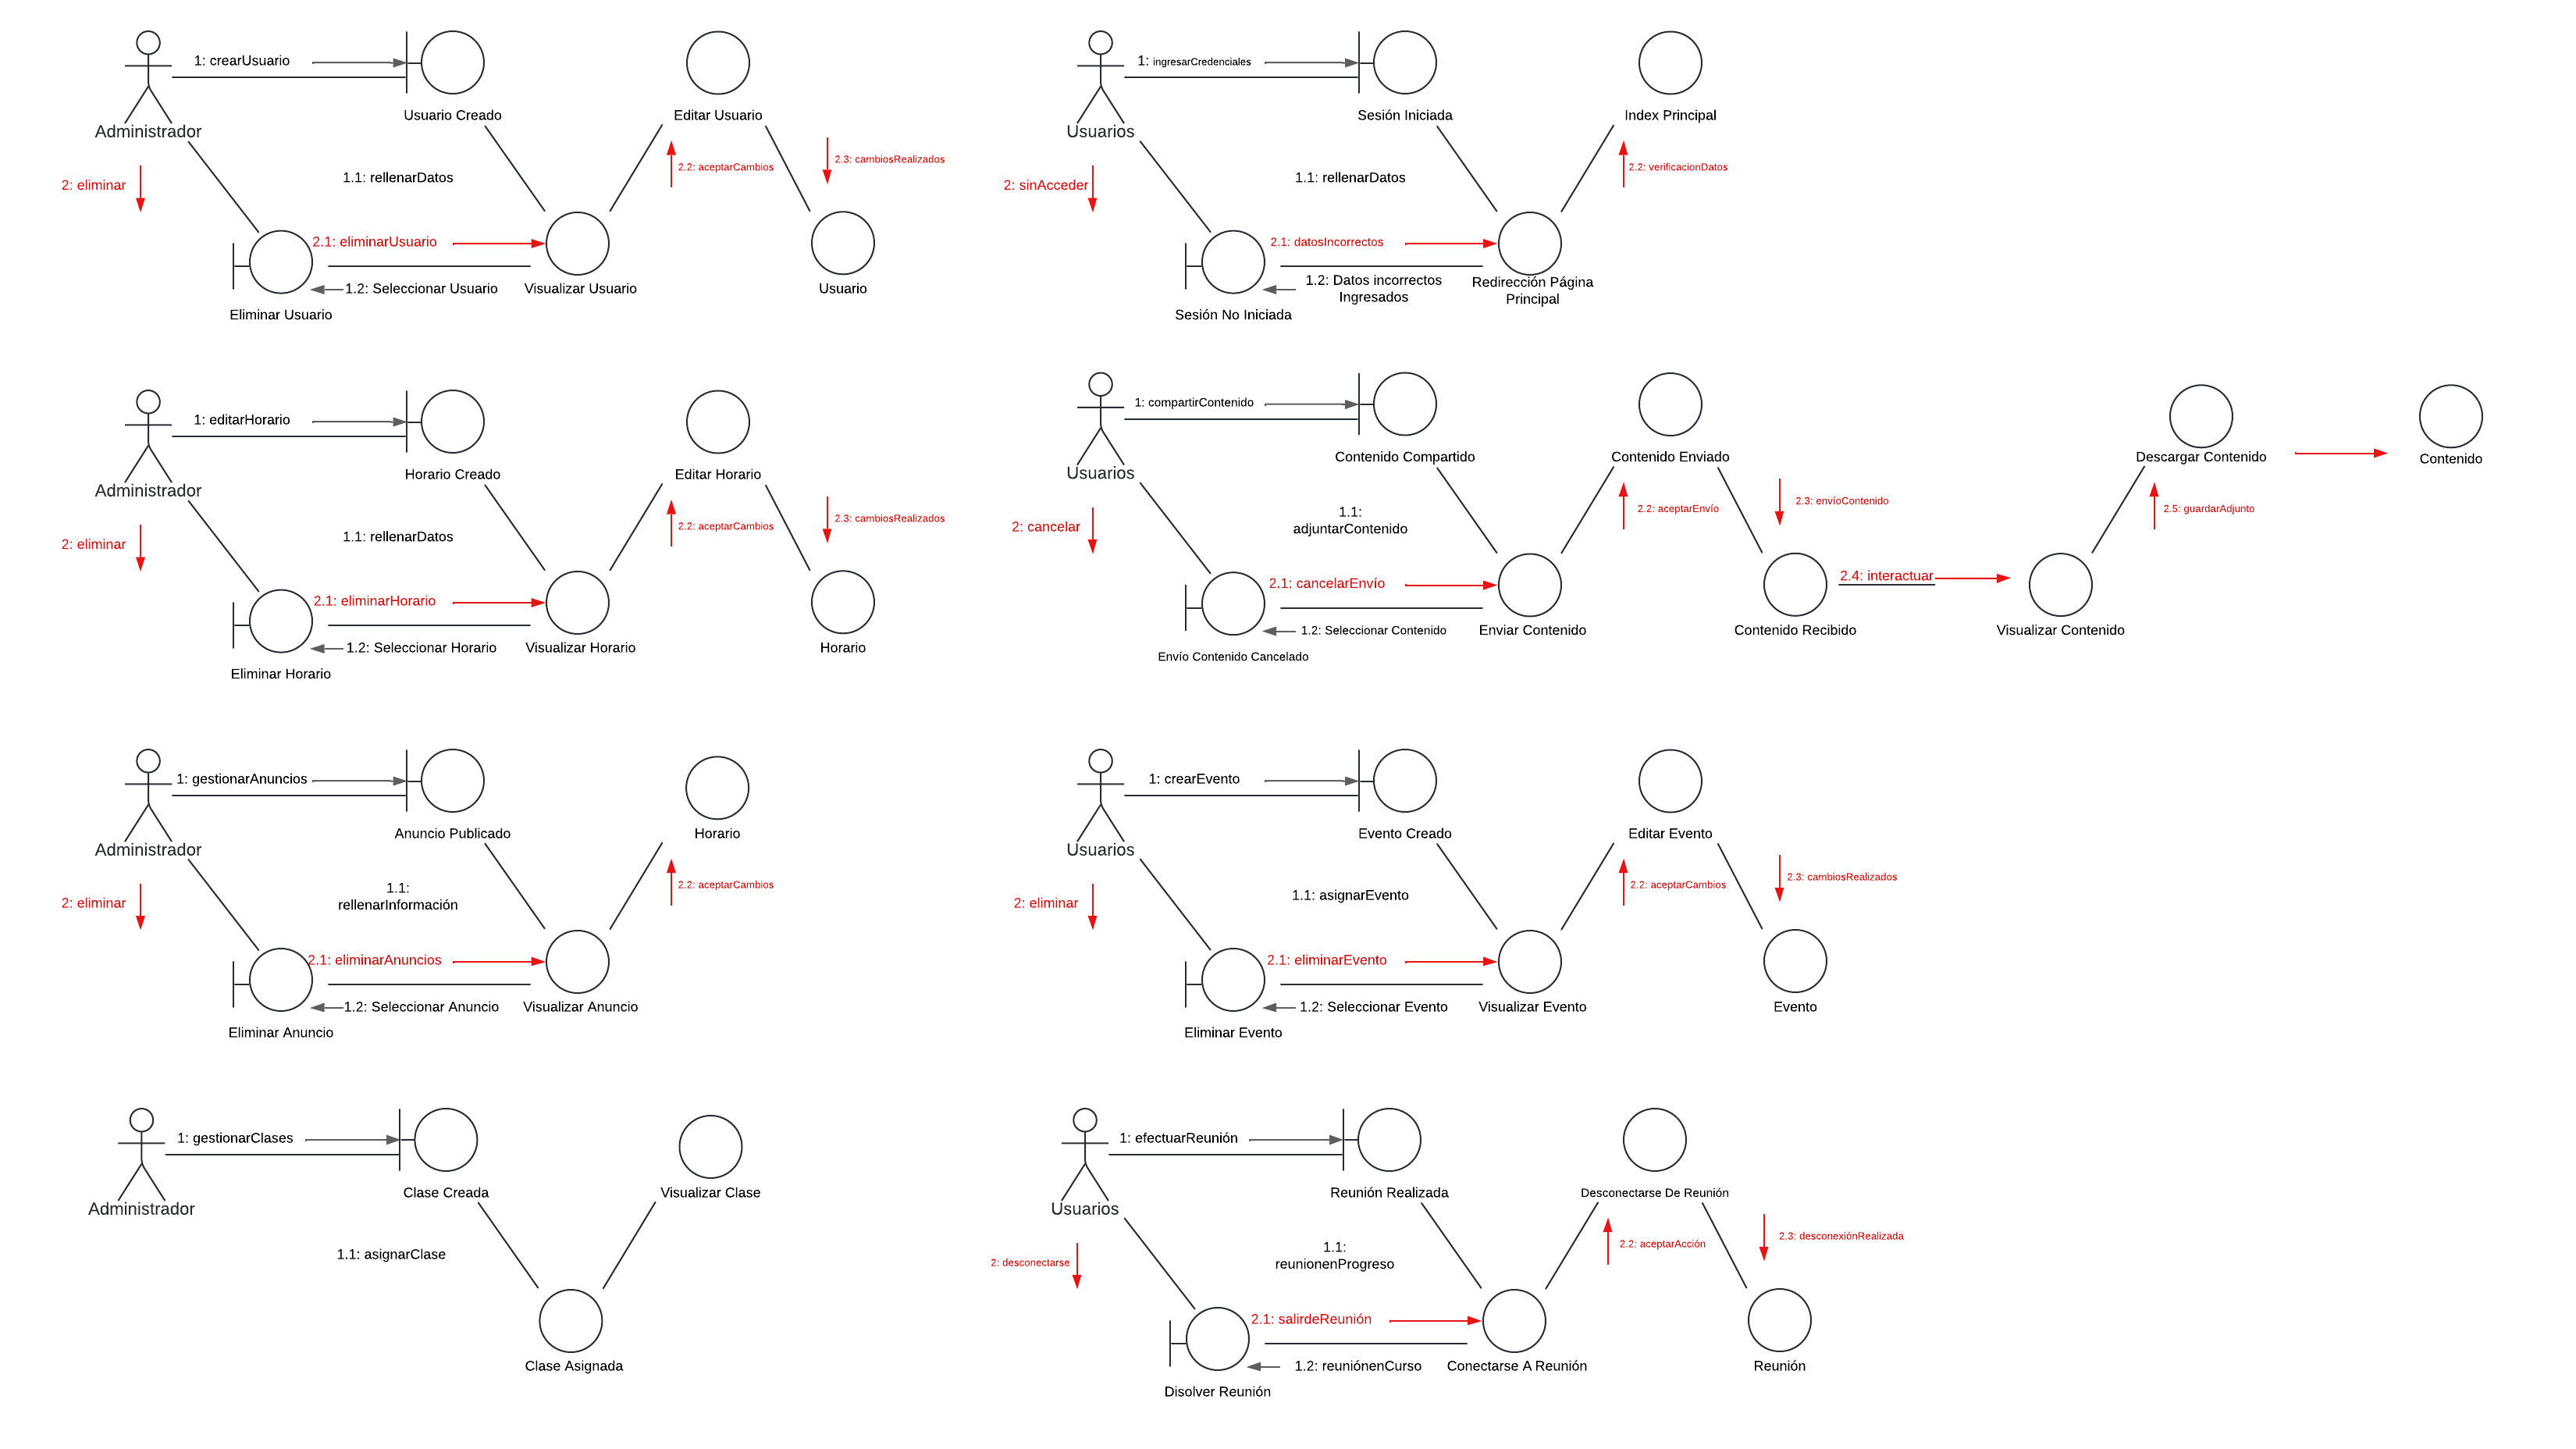 1: crearUsuario
Usuario Creado
Editar Usuario
Administrador
2.3: cambiosRealizados
2.2: aceptarCambios
1.1: rellenarDatos
2: eliminar
2.1: eliminarUsuario
1.2: Seleccionar Usuario
Visualizar Usuario
Usuario
Eliminar Usuario
1: ingresarCredenciales
Sesión Iniciada
Index Principal
Usuarios
2.2: verificacionDatos
1.1: rellenarDatos
2: sinAcceder
2.1: datosIncorrectos
1.2: Datos incorrectos
Ingresados
Redirección Página
Principal
Sesión No Iniciada
1: editarHorario
Horario Creado
Editar Horario
Administrador
2.3: cambiosRealizados
2.2: aceptarCambios
1.1: rellenarDatos
2: eliminar
2.1: eliminarHorario
1.2: Seleccionar Horario
Visualizar Horario
Horario
Eliminar Horario
1: compartirContenido
Contenido Compartido
Contenido Enviado
Descargar Contenido
Contenido
Usuarios
2.3: envíoContenido
2.2: aceptarEnvío
2.5: guardarAdjunto
1.1:
adjuntarContenido
2: cancelar
2.1: cancelarEnvío
2.4: interactuar
1.2: Seleccionar Contenido
Enviar Contenido
Contenido Recibido
Visualizar Contenido
Envío Contenido Cancelado
1: gestionarAnuncios
Anuncio Publicado
Horario
Administrador
2.2: aceptarCambios
1.1:
rellenarInformación
2: eliminar
2.1: eliminarAnuncios
1.2: Seleccionar Anuncio
Visualizar Anuncio
Eliminar Anuncio
1: crearEvento
Evento Creado
Editar Evento
Usuarios
2.3: cambiosRealizados
2.2: aceptarCambios
1.1: asignarEvento
2: eliminar
2.1: eliminarEvento
1.2: Seleccionar Evento
Visualizar Evento
Evento
Eliminar Evento
1: gestionarClases
Clase Creada
Visualizar Clase
Administrador
1.1: asignarClase
Clase Asignada
1: efectuarReunión
Reunión Realizada
Desconectarse De Reunión
Usuarios
2.3: desconexiónRealizada
2.2: aceptarAcción
1.1:
reunionenProgreso
2: desconectarse
2.1: salirdeReunión
1.2: reuniónenCurso
Conectarse A Reunión
Reunión
Disolver Reunión